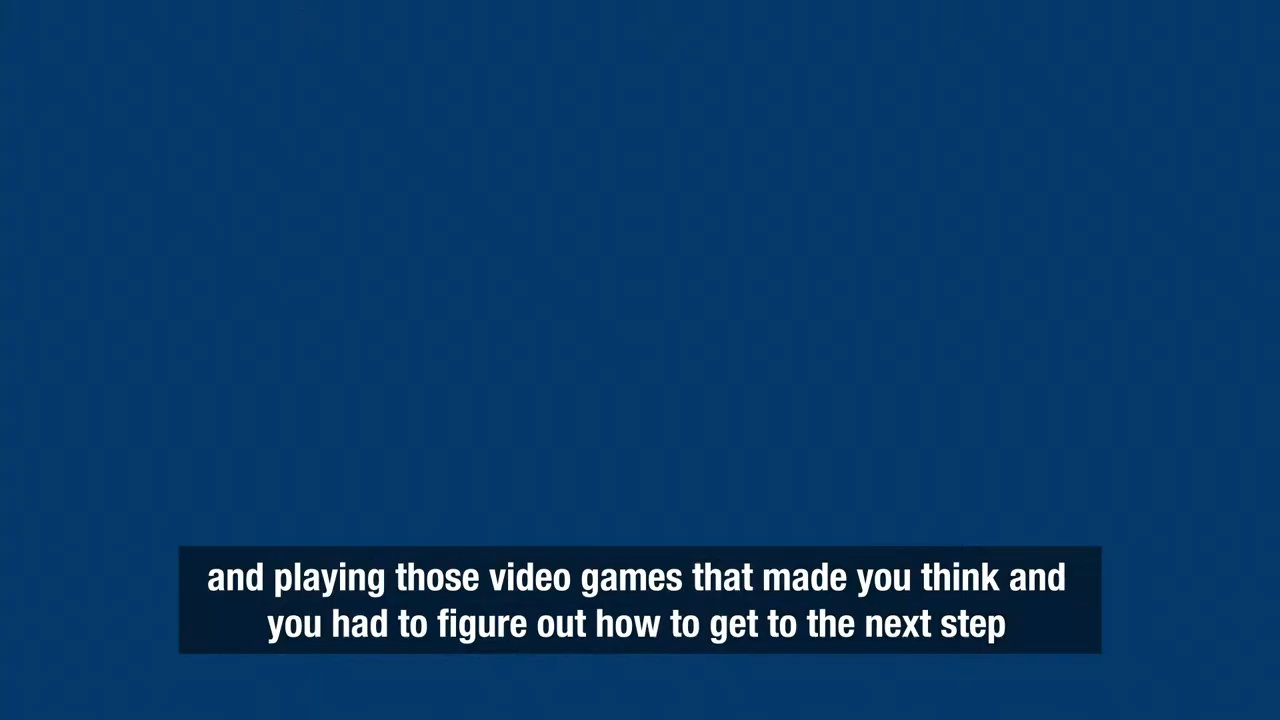 and playing those video games that made you think and
you had to figure out how to get to the next step